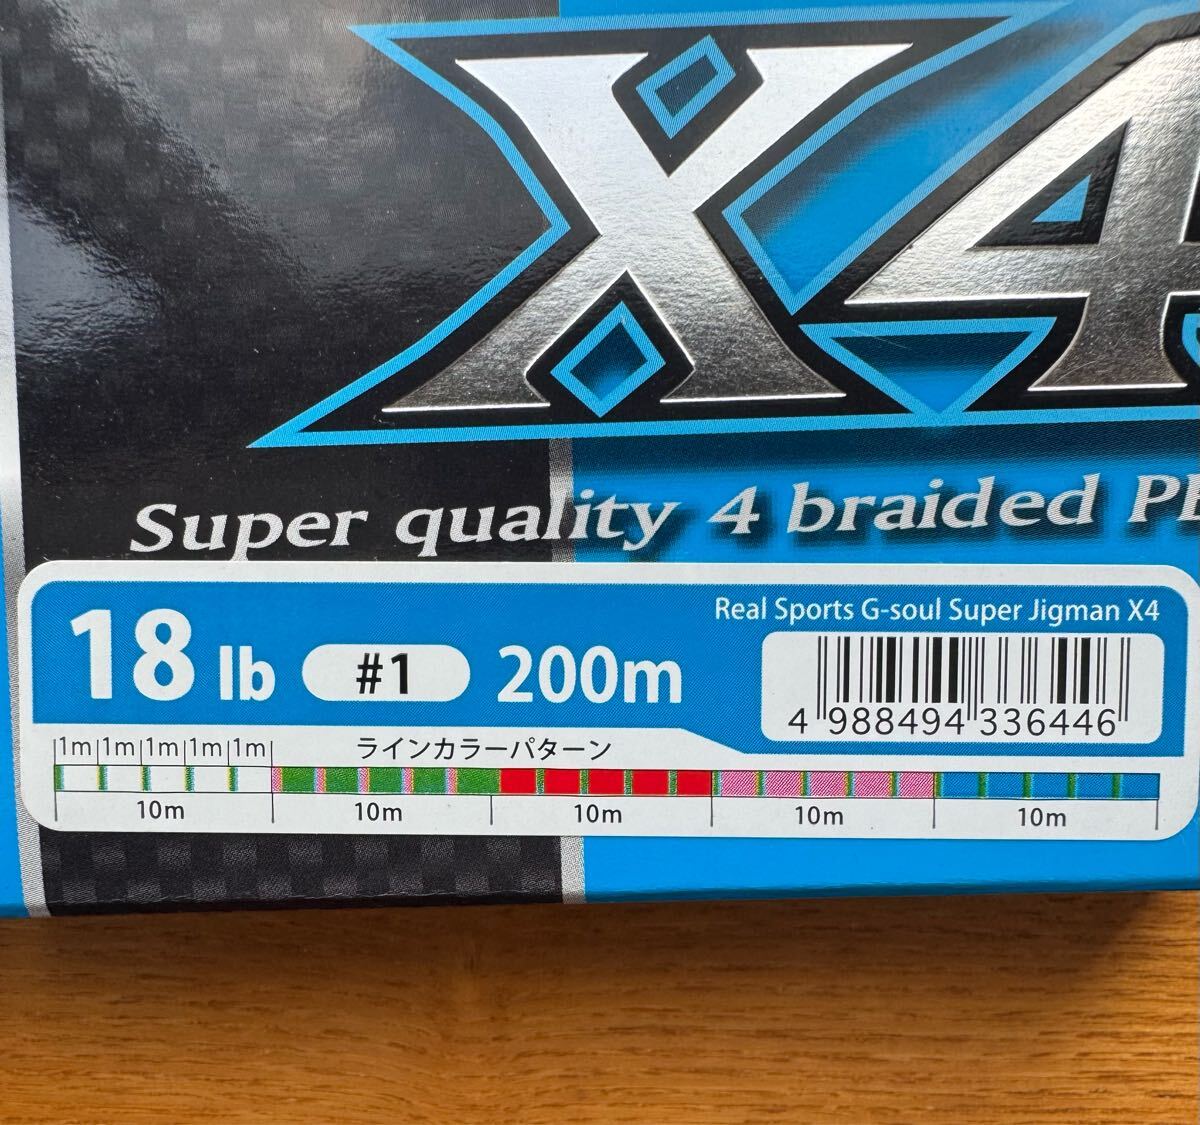 X4
Super quality 4 braided
Real Sports G-soul Super Jigman X4
18 lb #1 200m
4 988494 336446
1m 1m 1m 1m 1m ラインカラーパターン
10m 10m 10m 10m 10m